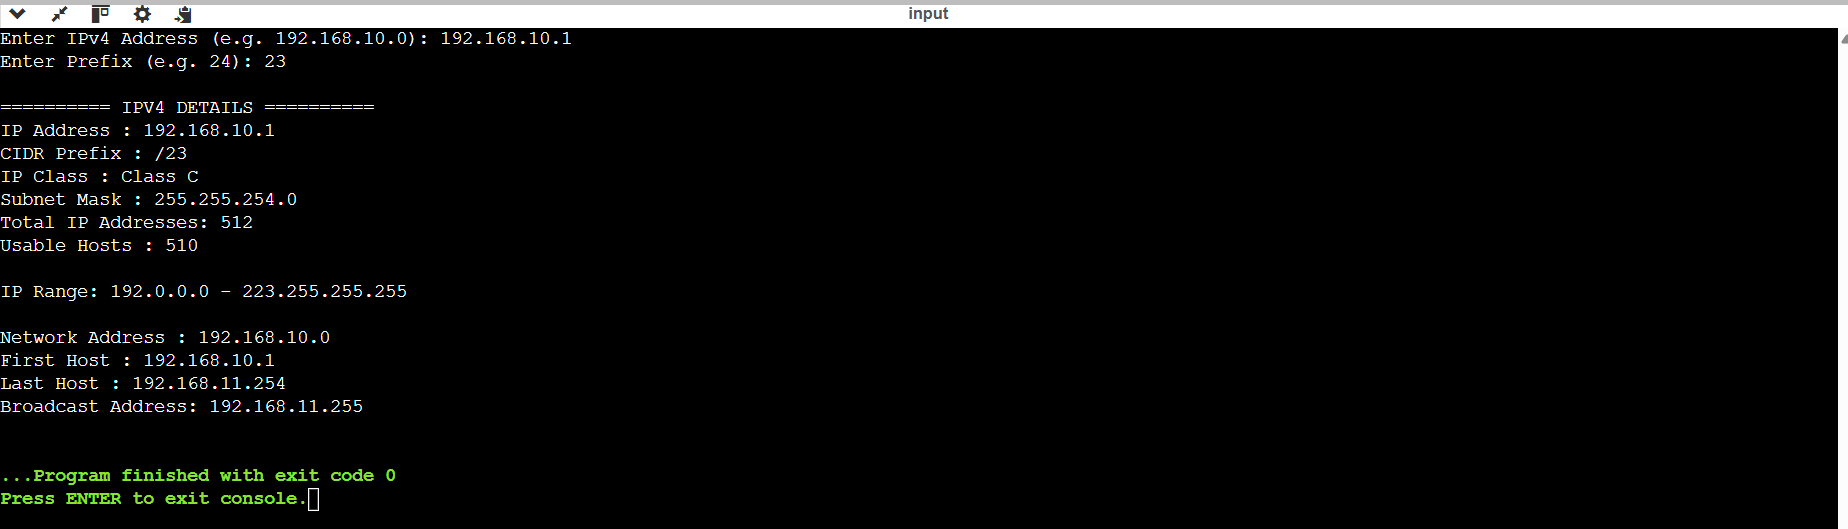 input
Enter IPv4 Address (e.g. 192.168.10.0): 192.168.10.1
Enter Prefix (e.g. 24): 23
========== IPV4 DETAILS ==========
IP Address : 192.168.10.1
CIDR Prefix : /23
IP Class : Class C
Subnet Mask : 255.255.254.0
Total IP Addresses: 512
Usable Hosts : 510
IP Range: 192.0.0.0 - 223.255.255.255
Network Address : 192.168.10.0
First Host : 192.168.10.1
Last Host : 192.168.11.254
Broadcast Address: 192.168.11.255
...Program finished with exit code 0
Press ENTER to exit console.